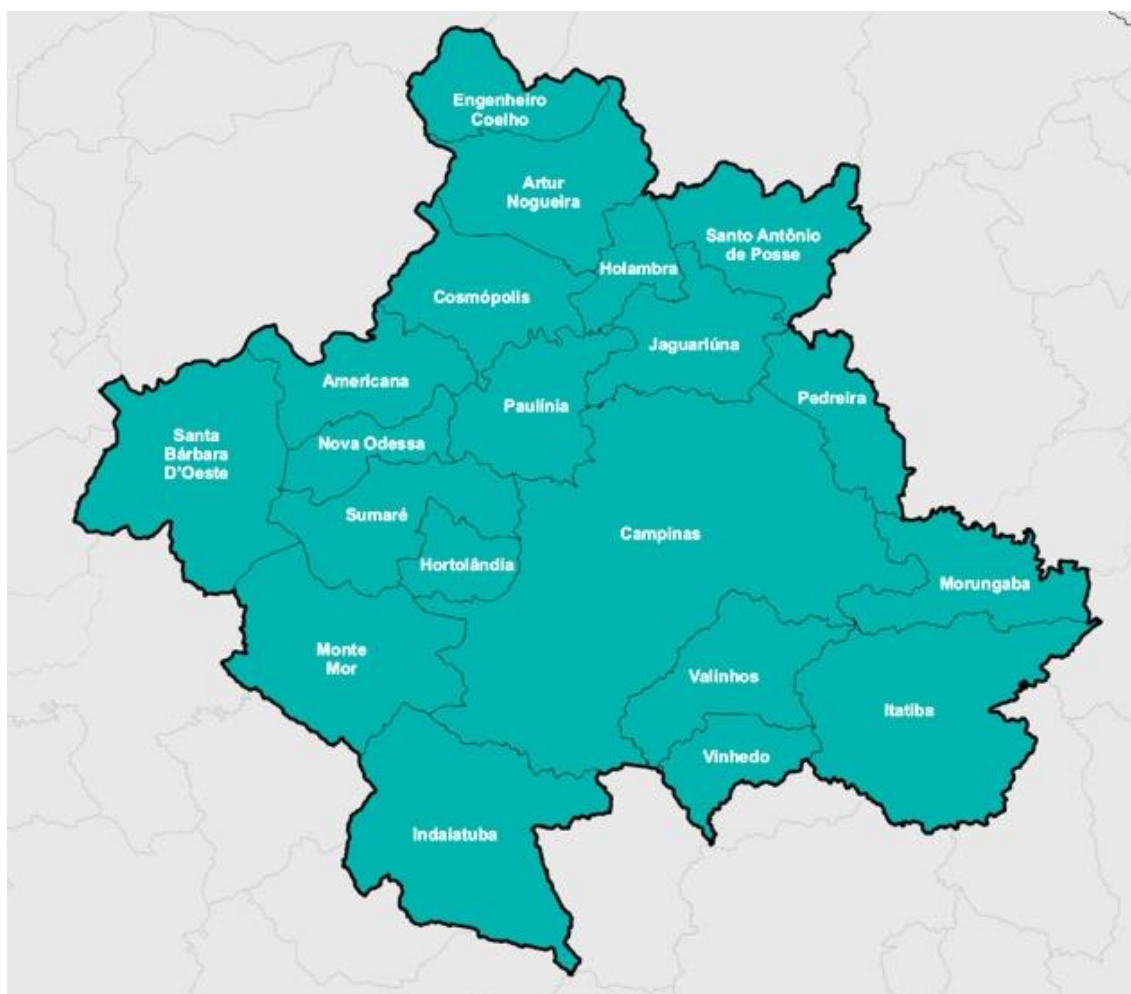 Engenheiro
Coelho
Artur
Nogueira
Santo Antônio
de Posse
Holambra
Cosmópolis
Jaguariúna
Americana
Pedreira
Paulínia
Santa
Bárbara
D'Oeste
Nova Odessa
Sumaré
Campinas
Hortolândia
Morungaba
Monte
Mor
Valinhos
Itatiba
Vinhedo
Indaiatuba